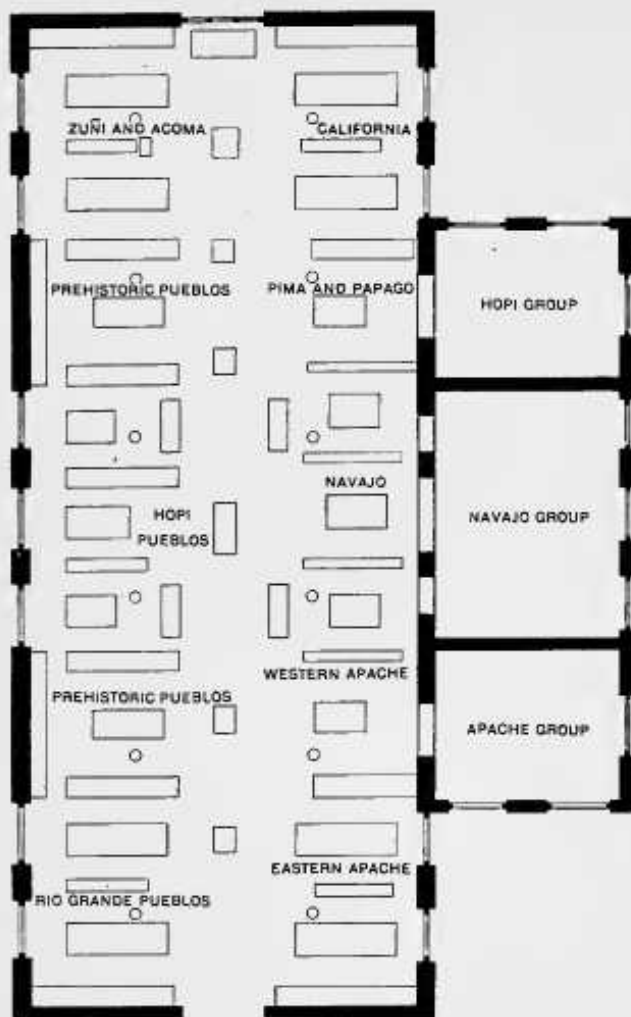 ZUÑI AND ACOMA
CALIFORNIA
PREHISTORIC PUEBLOS
PIMA AND PAPAGO
HOPI GROUP
NAVAJO
HOPI
PUEBLOS
NAVAJO GROUP
WESTERN APACHE
PREHISTORIC PUEBLOS
APACHE GROUP
EASTERN APACHE
RIO GRANDE PUEBLOS